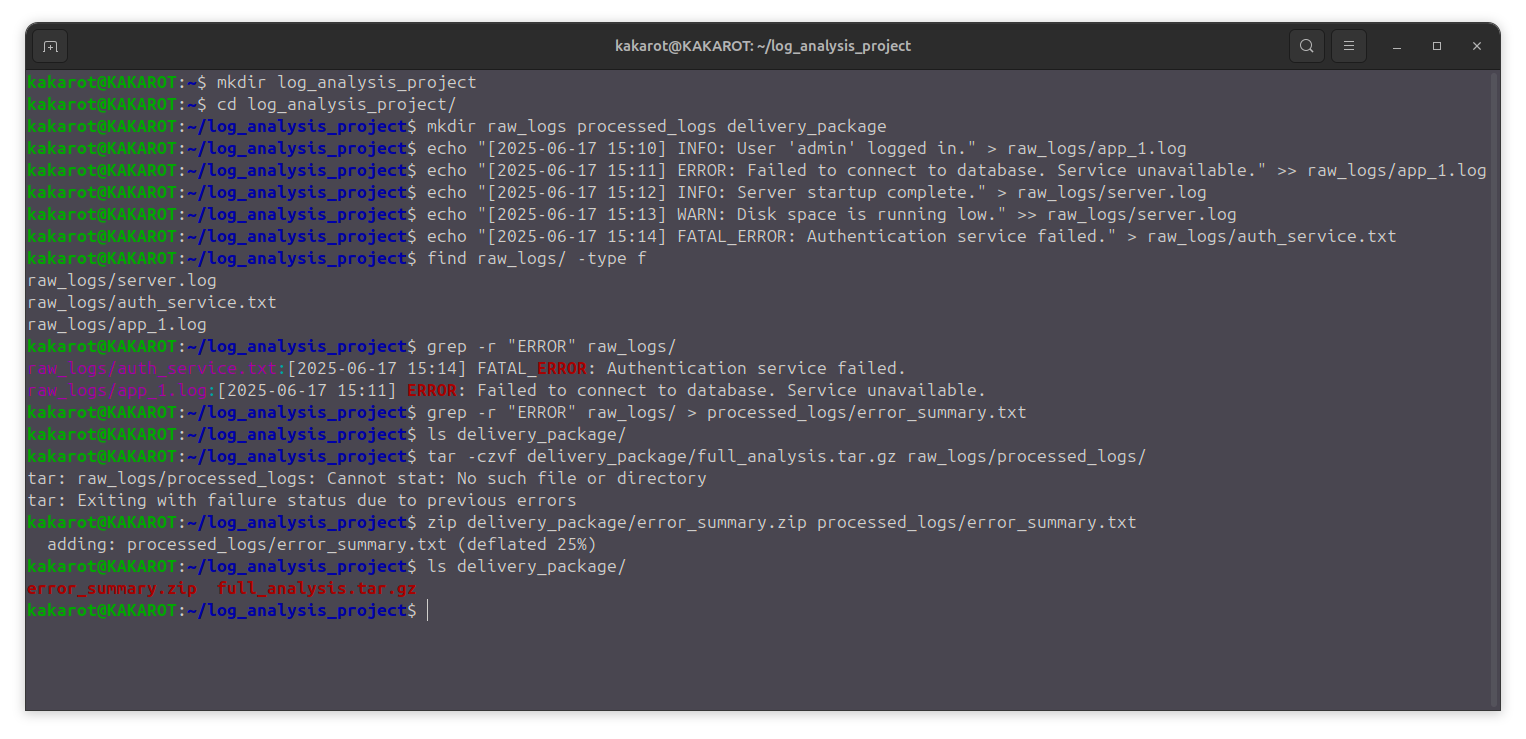 kakarot@KAKAROT: ~/log_analysis_project
kakarot@KAKAROT:~$ mkdir log_analysis_project
kakarot@KAKAROT:~$ cd log_analysis_project/
kakarot@KAKAROT:~/log_analysis_project$ mkdir raw_logs processed_logs delivery_package
kakarot@KAKAROT:~/log_analysis_project$ echo "[2025-06-17 15:10] INFO: User 'admin' logged in." > raw_logs/app_1.log
kakarot@KAKAROT:~/log_analysis_project$ echo "[2025-06-17 15:11] ERROR: Failed to connect to database. Service unavailable." >> raw_logs/app_1.log
kakarot@KAKAROT:~/log_analysis_project$ echo "[2025-06-17 15:12] INFO: Server startup complete." > raw_logs/server.log
kakarot@KAKAROT:~/log_analysis_project$ echo "[2025-06-17 15:13] WARN: Disk space is running low." >> raw_logs/server.log
kakarot@KAKAROT:~/log_analysis_project$ echo "[2025-06-17 15:14] FATAL_ERROR: Authentication service failed." > raw_logs/auth_service.txt
kakarot@KAKAROT:~/log_analysis_project$ find raw_logs/ -type f
raw_logs/server.log
raw_logs/auth_service.txt
raw_logs/app_1.log
kakarot@KAKAROT:~/log_analysis_project$ grep -r "ERROR" raw_logs/
raw_logs/auth_service.txt:[2025-06-17 15:14] FATAL_ERROR: Authentication service failed.
raw_logs/app_1.log:[2025-06-17 15:11] ERROR: Failed to connect to database. Service unavailable.
kakarot@KAKAROT:~/log_analysis_project$ grep -r "ERROR" raw_logs/ > processed_logs/error_summary.txt
kakarot@KAKAROT:~/log_analysis_project$ ls delivery_package/
kakarot@KAKAROT:~/log_analysis_project$ tar -czvf delivery_package/full_analysis.tar.gz raw_logs/processed_logs/
tar: raw_logs/processed_logs: Cannot stat: No such file or directory
tar: Exiting with failure status due to previous errors
kakarot@KAKAROT:~/log_analysis_project$ zip delivery_package/error_summary.zip processed_logs/error_summary.txt
  adding: processed_logs/error_summary.txt (deflated 25%)
kakarot@KAKAROT:~/log_analysis_project$ ls delivery_package/
error_summary.zip  full_analysis.tar.gz
kakarot@KAKAROT:~/log_analysis_project$